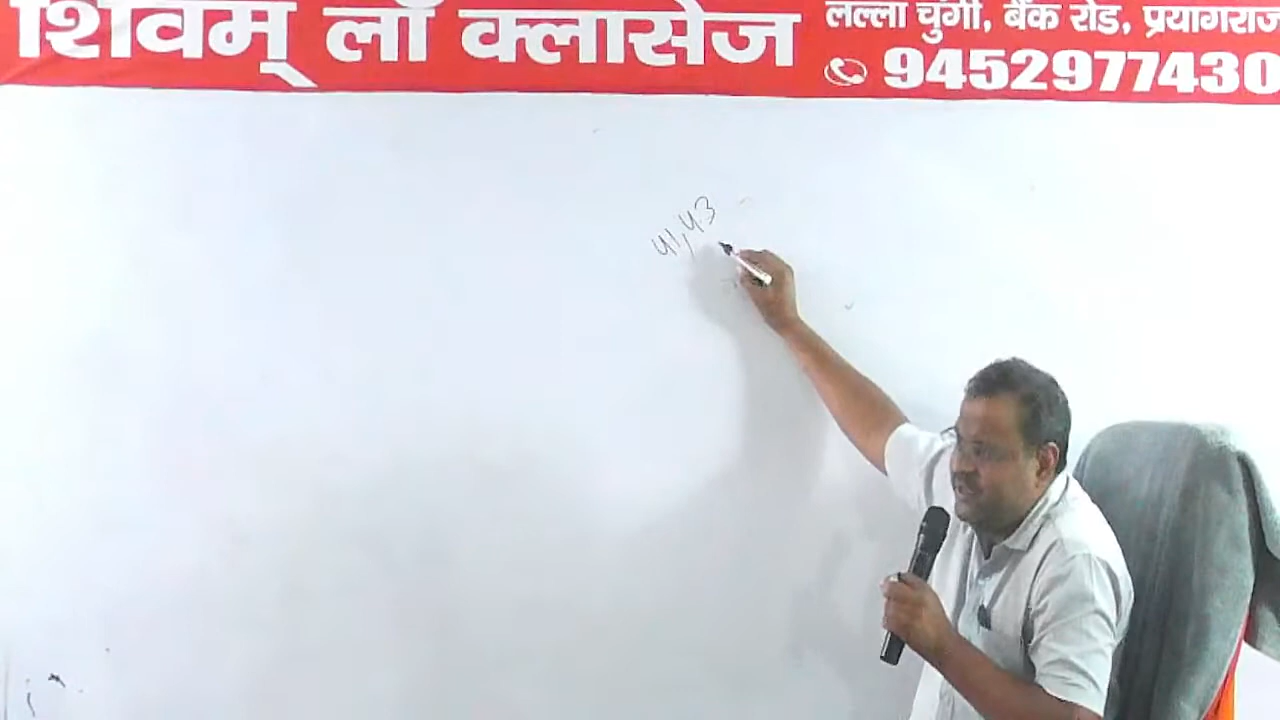 शिवम् लॉ क्लासेज
लल्ला चुंगी, बैंक रोड, प्रयागराज
9452977430
41,43